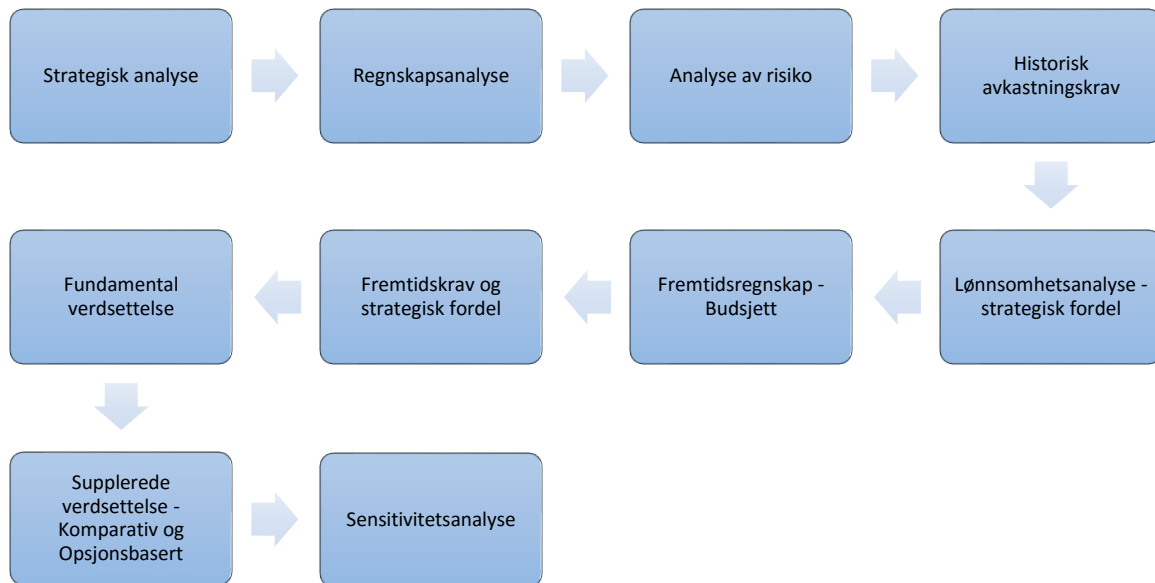 Strategisk analyse
Regnskapsanalyse
Analyse av risiko
Historisk
avkastningskrav
Lønnsomhetsanalyse -
strategisk fordel
Fremtidsregnskap -
Budsjett
Fremtidskrav og
strategisk fordel
Fundamental
verdsettelse
Supplerede
verdsettelse -
Komparativ og
Opsjonsbasert
Sensitivitetsanalyse